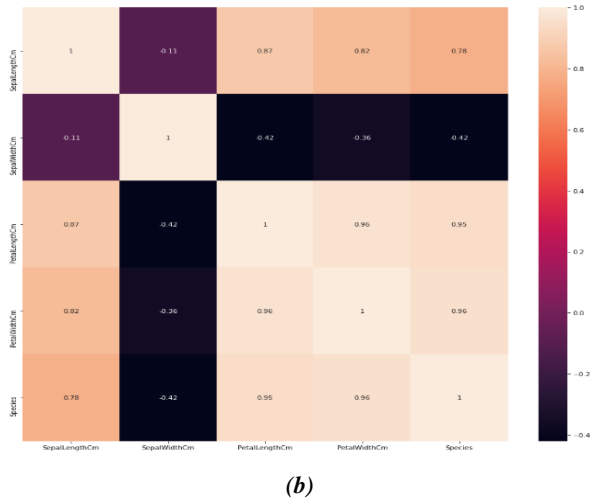 1.0
SepalLengthCm 1 -0.11 0.87 0.82 0.78
0.8
SepalWidthCm -0.11 1 -0.42 -0.36 -0.42
0.6
0.4
PetalLengthCm 0.87 -0.42 1 0.96 0.95
0.2
PetalWidthCm 0.82 -0.36 0.96 1 0.96
0.0
Species 0.78 -0.42 0.95 0.96 1
−0.2
−0.4
SepalLengthCm SepalWidthCm PetalLengthCm PetalWidthCm Species
(b)